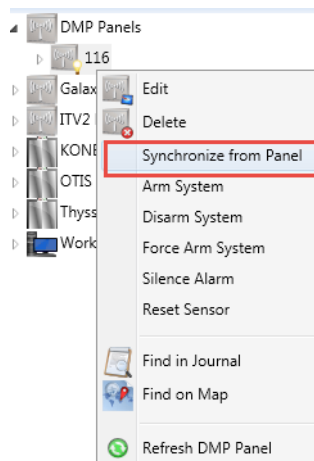 DMP Panels
116
Galax
Edit
ITV2
Delete
KONE
Synchronize from Panel
OTIS
Arm System
Thyss
Disarm System
Work
Force Arm System
Silence Alarm
Reset Sensor
Find in Journal
Find on Map
Refresh DMP Panel